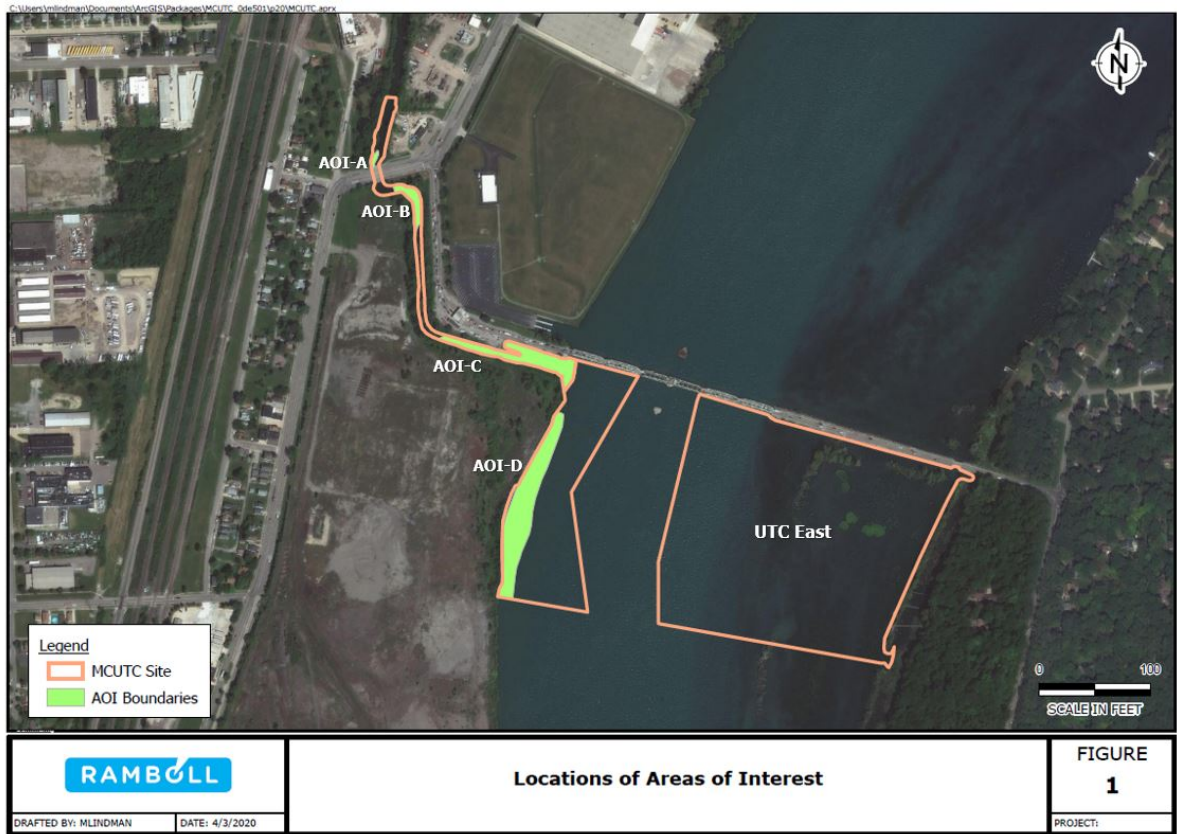 C:\Users\mlindman\Documents\ArcGIS\Packages\MCUTC_0de501\p20\MCUTC.aprx
N
AOI-A
AOI-B
AOI-C
AOI-D
UTC East
Legend
MCUTC Site
AOI Boundaries
0 100
SCALE IN FEET
RAMBOLL
DRAFTED BY: MLINDMAN DATE: 4/3/2020
Locations of Areas of Interest
FIGURE
1
PROJECT: